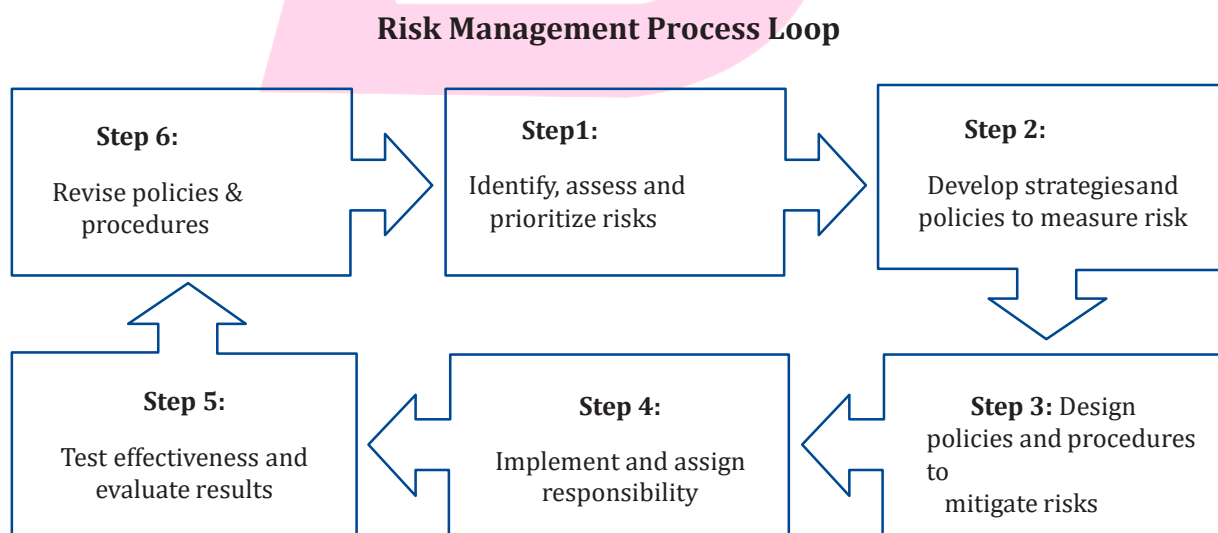 Risk Management Process Loop
Step 6:
Revise policies &
procedures
Step1:
Identify, assess and
prioritize risks
Step 2:
Develop strategiesand
policies to measure risk
Step 3: Design
policies and procedures
to
mitigate risks
Step 4:
Implement and assign
responsibility
Step 5:
Test effectiveness and
evaluate results